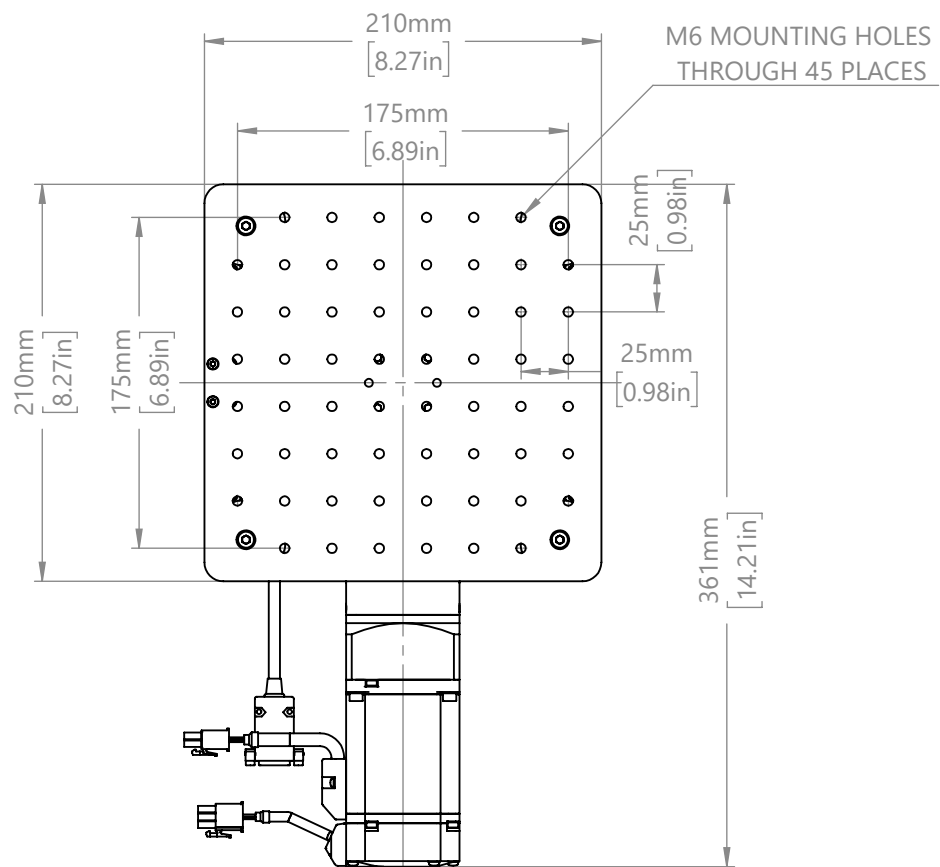 210mm
[8.27in]
M6 MOUNTING HOLES
THROUGH 45 PLACES
175mm
[6.89in]
25mm
[0.98in]
210mm
[8.27in]
175mm
[6.89in]
25mm
[0.98in]
361mm
[14.21in]